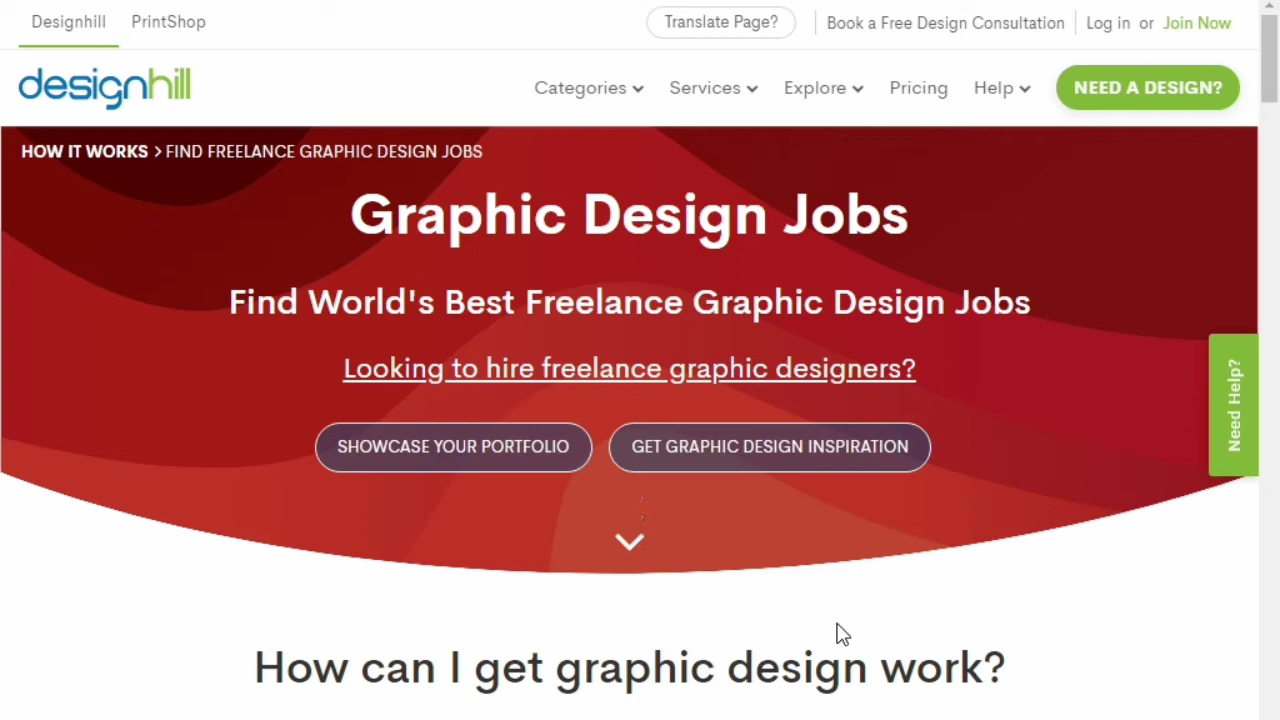 Designhill PrintShop Translate Page? Book a Free Design Consultation Log in or Join Now
designhill Categories Services Explore Pricing Help NEED A DESIGN?
HOW IT WORKS > FIND FREELANCE GRAPHIC DESIGN JOBS
Graphic Design Jobs
Find World's Best Freelance Graphic Design Jobs
Looking to hire freelance graphic designers?
Need Help?
SHOWCASE YOUR PORTFOLIO GET GRAPHIC DESIGN INSPIRATION
How can I get graphic design work?